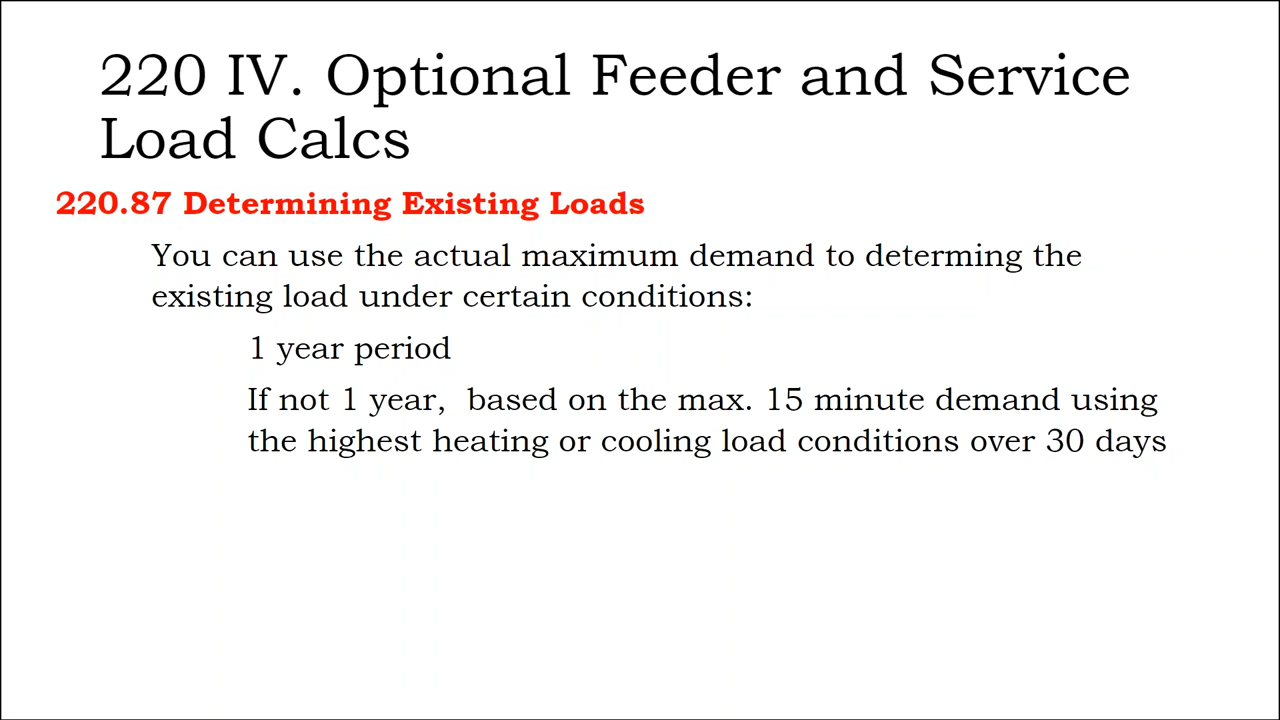 220 IV. Optional Feeder and Service
Load Calcs
220.87 Determining Existing Loads
You can use the actual maximum demand to determing the
existing load under certain conditions:
1 year period
If not 1 year,  based on the max. 15 minute demand using
the highest heating or cooling load conditions over 30 days